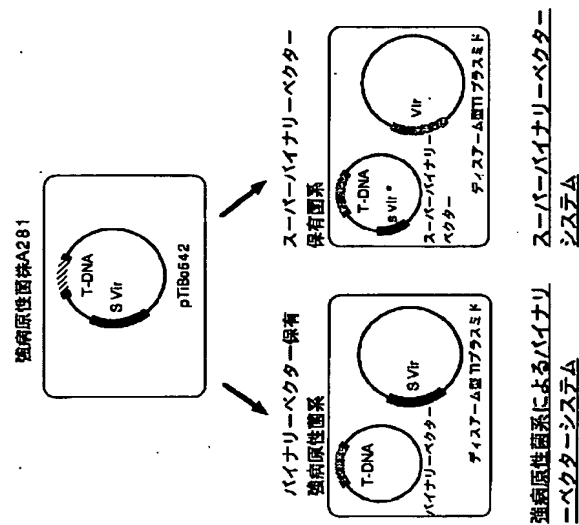 強病原性菌株A281
T-DNA
S Vir
pTiBo542
バイナリーベクター保有
強病原性菌系
T-DNA
バイナリーベクター
S Vir
ディスアーム型Tiプラスミド
強病原性菌系によるバイナリ
ーベクターシステム
スーパーバイナリーベクター
保有菌系
T-DNA
s Vir *
スーパーバイナリー
ベクター
Vir
ディスアーム型Tiプラスミド
スーパーバイナリーベクター
システム